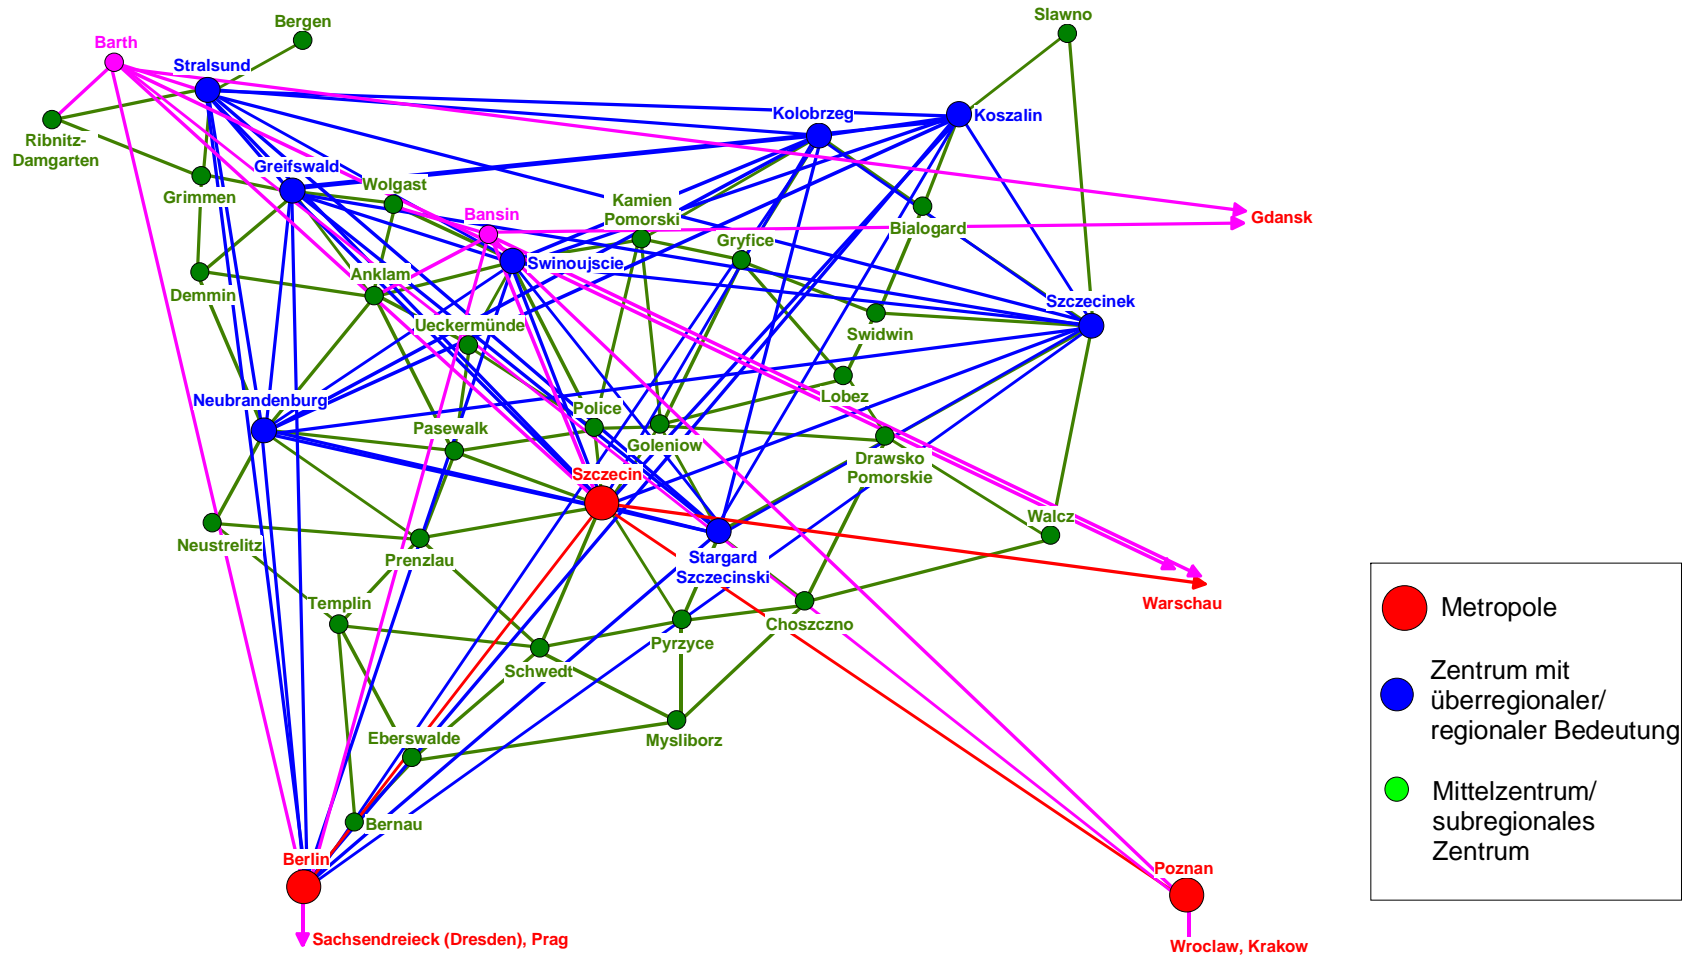 Slawno
Bergen
Barth
Stralsund
Kolobrzeg
Koszalin
Ribnitz-
Damgarten
Greifswald
Wolgast
Grimmen
Kamien
Pomorski
Bansin
Gdansk
Bialogard
Gryfice
Swinoujscie
Anklam
Demmin
Szczecinek
Ueckermünde
Swidwin
Neubrandenburg
Lobez
Police
Pasewalk
Goleniow
Drawsko
Pomorskie
Szczecin
Walcz
Neustrelitz
Prenzlau
Stargard
Szczecinski
Warschau
Templin
Choszczno
Pyrzyce
Schwedt
Eberswalde
Mysliborz
Bernau
Berlin
Poznan
Sachsendreieck (Dresden), Prag
Wroclaw, Krakow
Metropole
Zentrum mit
überregionaler/
regionaler Bedeutung
Mittelzentrum/
subregionales
Zentrum